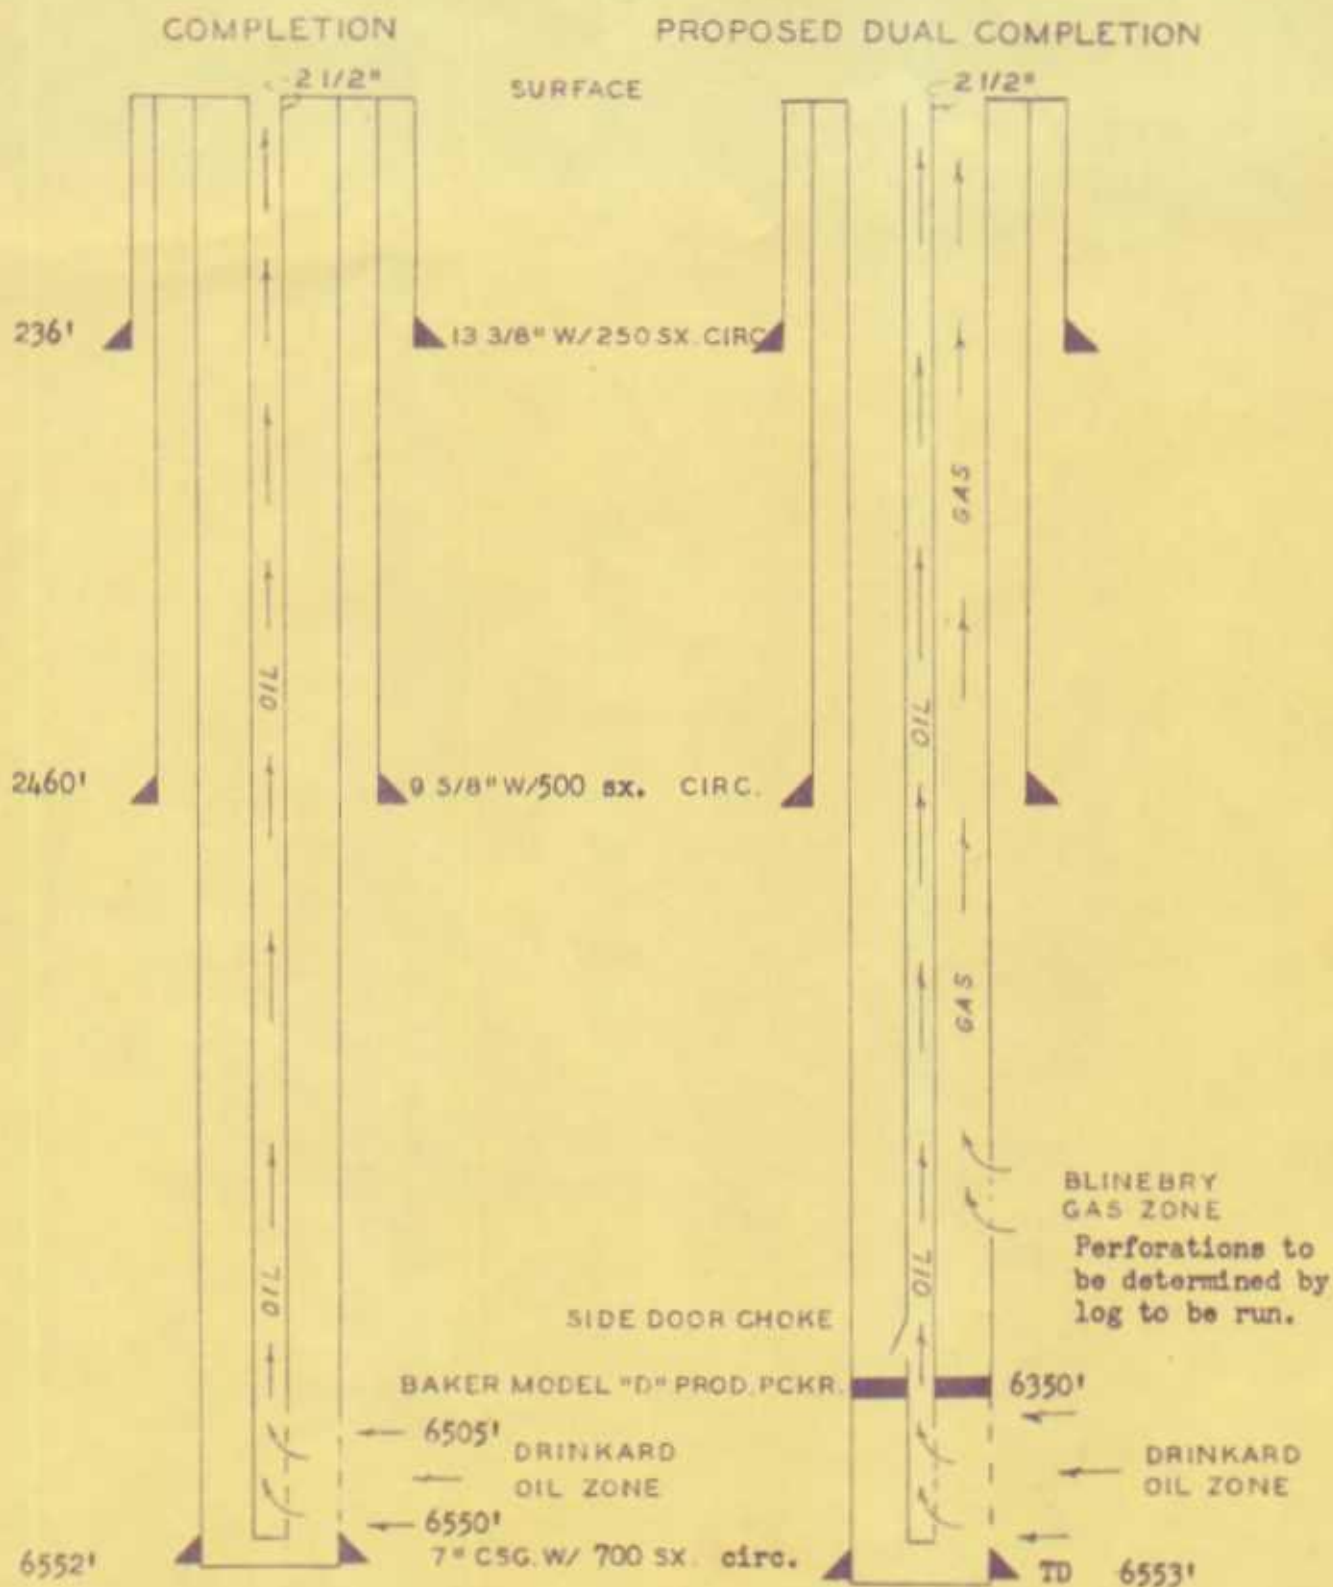 COMPLETION
PROPOSED DUAL COMPLETION
2 1/2"
SURFACE
2 1/2"
236'
13 3/8" W/250 SX. CIRC
GAS
OIL
OIL
2460'
9 5/8" W/500 sx. CIRC.
GAS
BLINEBRY
GAS ZONE
Perforations to
be determined by
log to be run.
OIL
OIL
SIDE DOOR CHOKE
BAKER MODEL "D" PROD. PCKR.
6350'
6505'
DRINKARD
OIL ZONE
DRINKARD
OIL ZONE
6550'
6552'
7" CSG. W/ 700 SX. circ.
TD 6553'